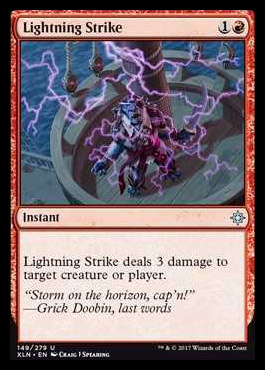 Lightning Strike 1
Instant
Lightning Strike deals 3 damage to
target creature or player.
"Storm on the horizon, cap'n!"
—Grick Doobin, last words
149/279 U
XLN • EN Craig J Spearing
™ & © 2017 Wizards of the Coast